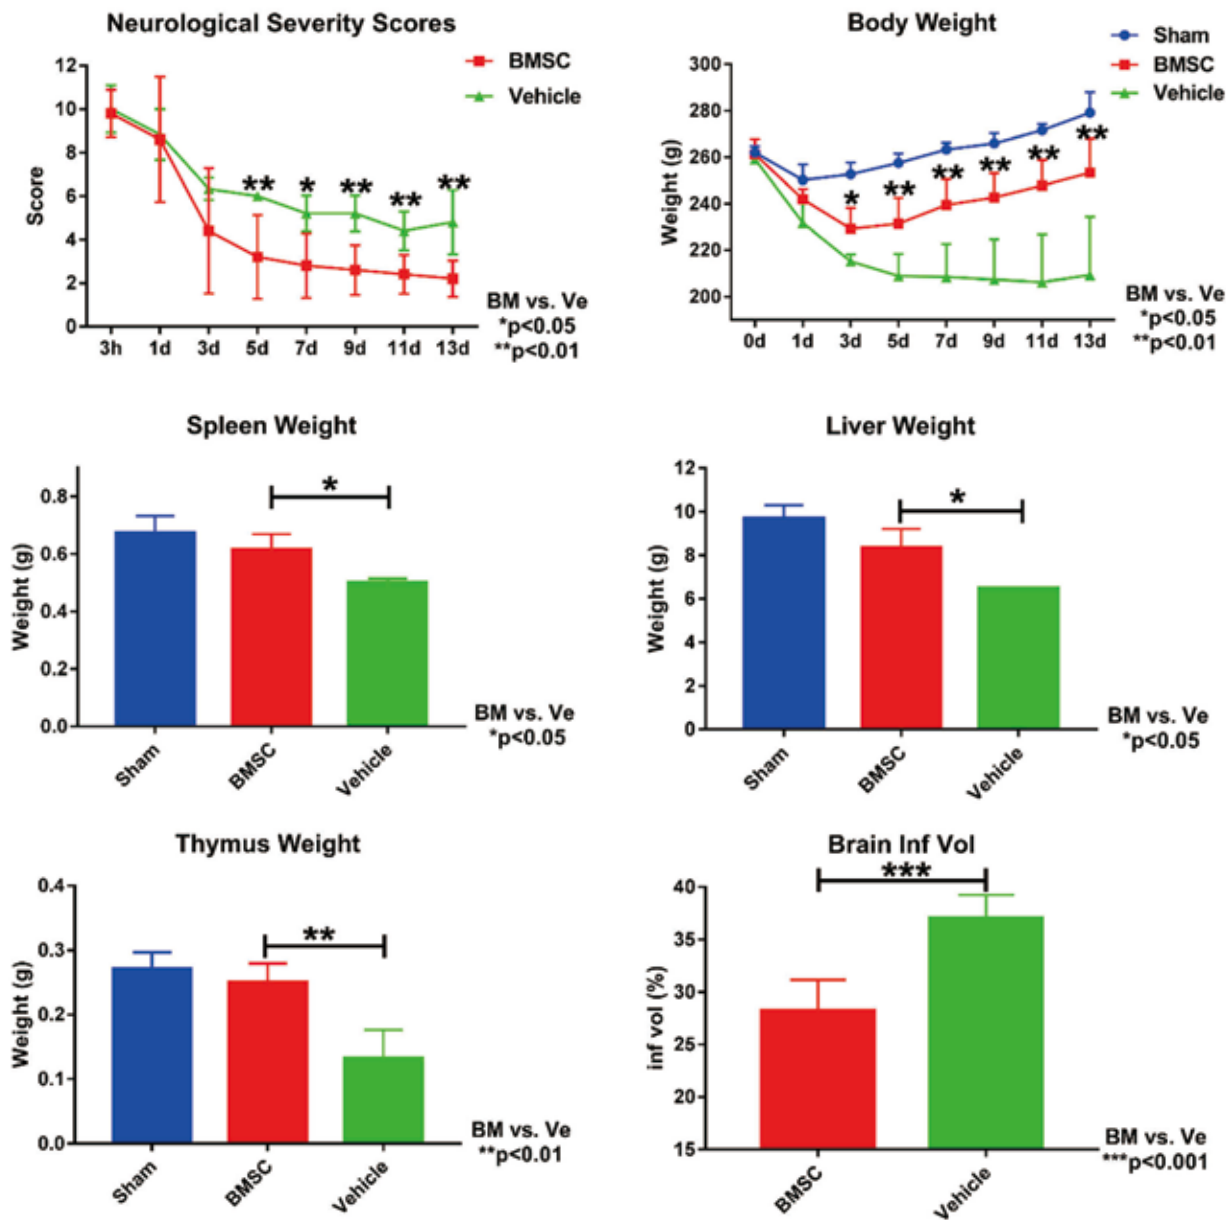 Neurological Severity Scores
BMSC
Vehicle
Score
12
10
8
6
4
2
0
** * ** ** **
3h 1d 3d 5d 7d 9d 11d 13d
BM vs. Ve
*p<0.05
**p<0.01
Body Weight
Sham
BMSC
Vehicle
Weight (g)
300
280
260
240
220
200
* ** ** ** ** **
0d 1d 3d 5d 7d 9d 11d 13d
BM vs. Ve
*p<0.05
**p<0.01
Spleen Weight
Weight (g)
0.8
0.6
0.4
0.2
0.0
*
Sham BMSC Vehicle
BM vs. Ve
*p<0.05
Liver Weight
Weight (g)
12
10
8
6
4
2
0
*
Sham BMSC Vehicle
BM vs. Ve
*p<0.05
Thymus Weight
Weight (g)
0.4
0.3
0.2
0.1
0.0
**
Sham BMSC Vehicle
BM vs. Ve
**p<0.01
Brain Inf Vol
inf vol (%)
40
35
30
25
20
15
***
BMSC Vehicle
BM vs. Ve
***p<0.001